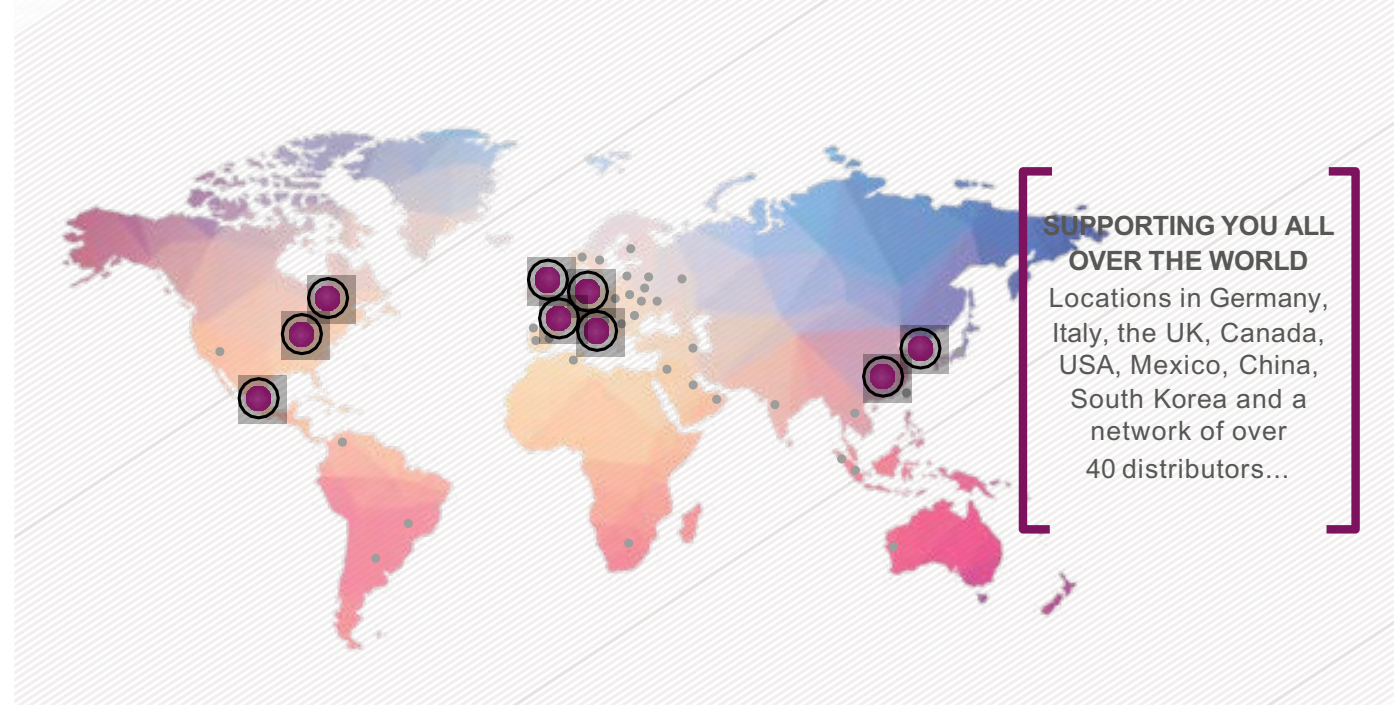 SUPPORTING YOU ALL
OVER THE WORLD
Locations in Germany,
Italy, the UK, Canada,
USA, Mexico, China,
South Korea and a
network of over
40 distributors...